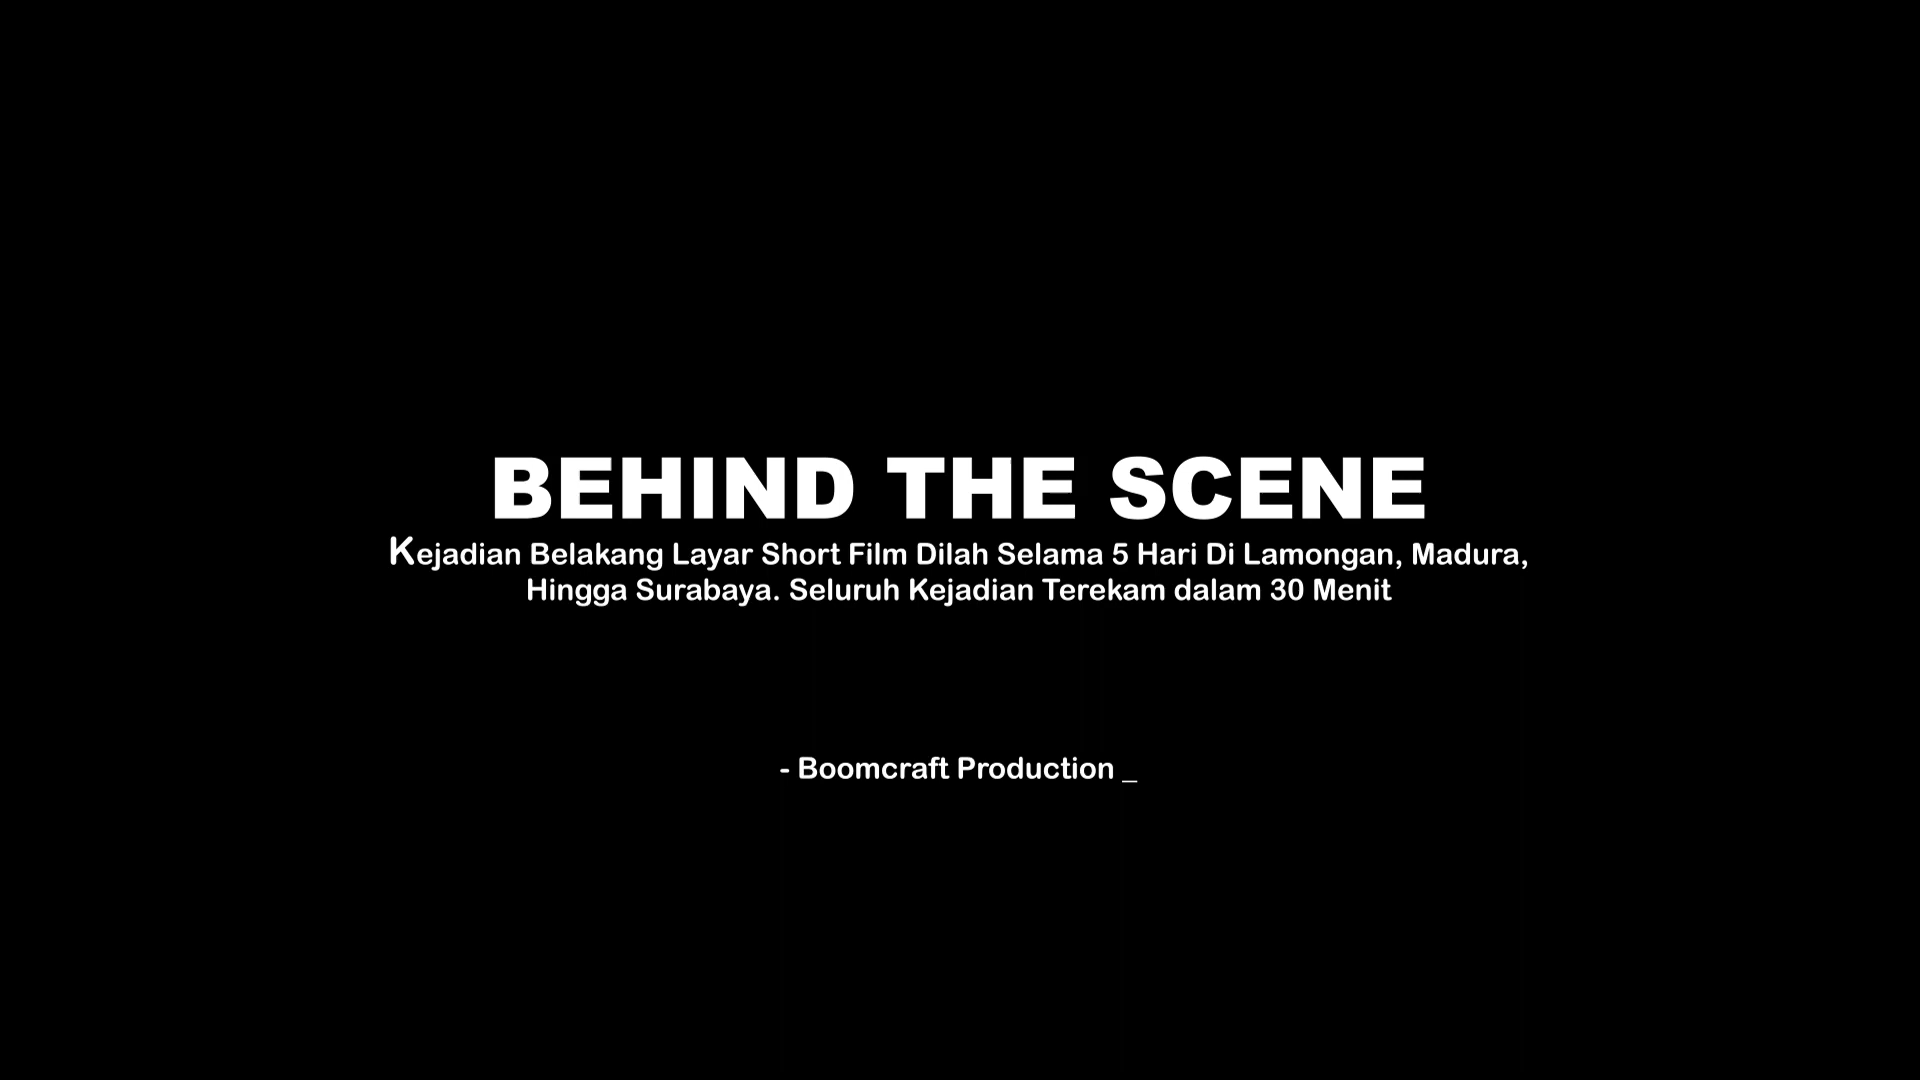 BEHIND THE SCENE
Kejadian Belakang Layar Short Film Dilah Selama 5 Hari Di Lamongan, Madura,
Hingga Surabaya. Seluruh Kejadian Terekam dalam 30 Menit
- Boomcraft Production _